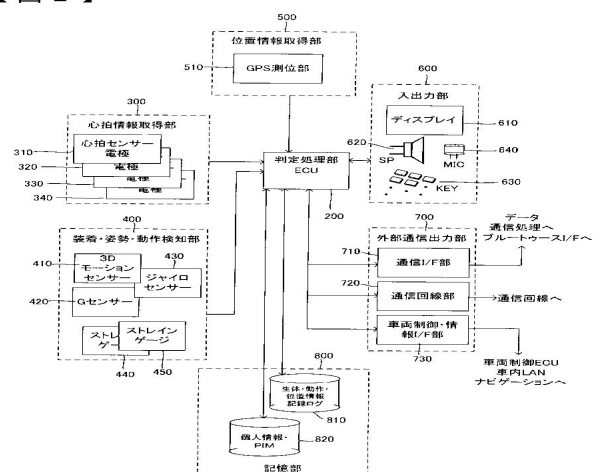 500
位置情報取得部
510
GPS測位部
600
入出力部
ディスプレイ
610
620
640
SP
MIC
KEY
630
300
心拍情報取得部
310
心拍センサー
電極
320
電極
330
電極
340
電極
判定処理部
ECU
200
400
装着・姿勢・動作検知部
410
3D
モーション
センサー
430
ジャイロ
センサー
420
Gセンサー
ストレイン
ゲージ
ストレ
ゲー
440
450
700
外部通信出力部
710
通信I/F部
720
通信回線部
車両制御・情
報I/F部
730
データ
通信処理へ
ブルートゥースI/Fへ
通信回線へ
車両制御ECU
車内LAN
ナビゲーションへ
800
生体・動作・
位置情報
記録ログ
810
個人情報・
PIM
820
記憶部